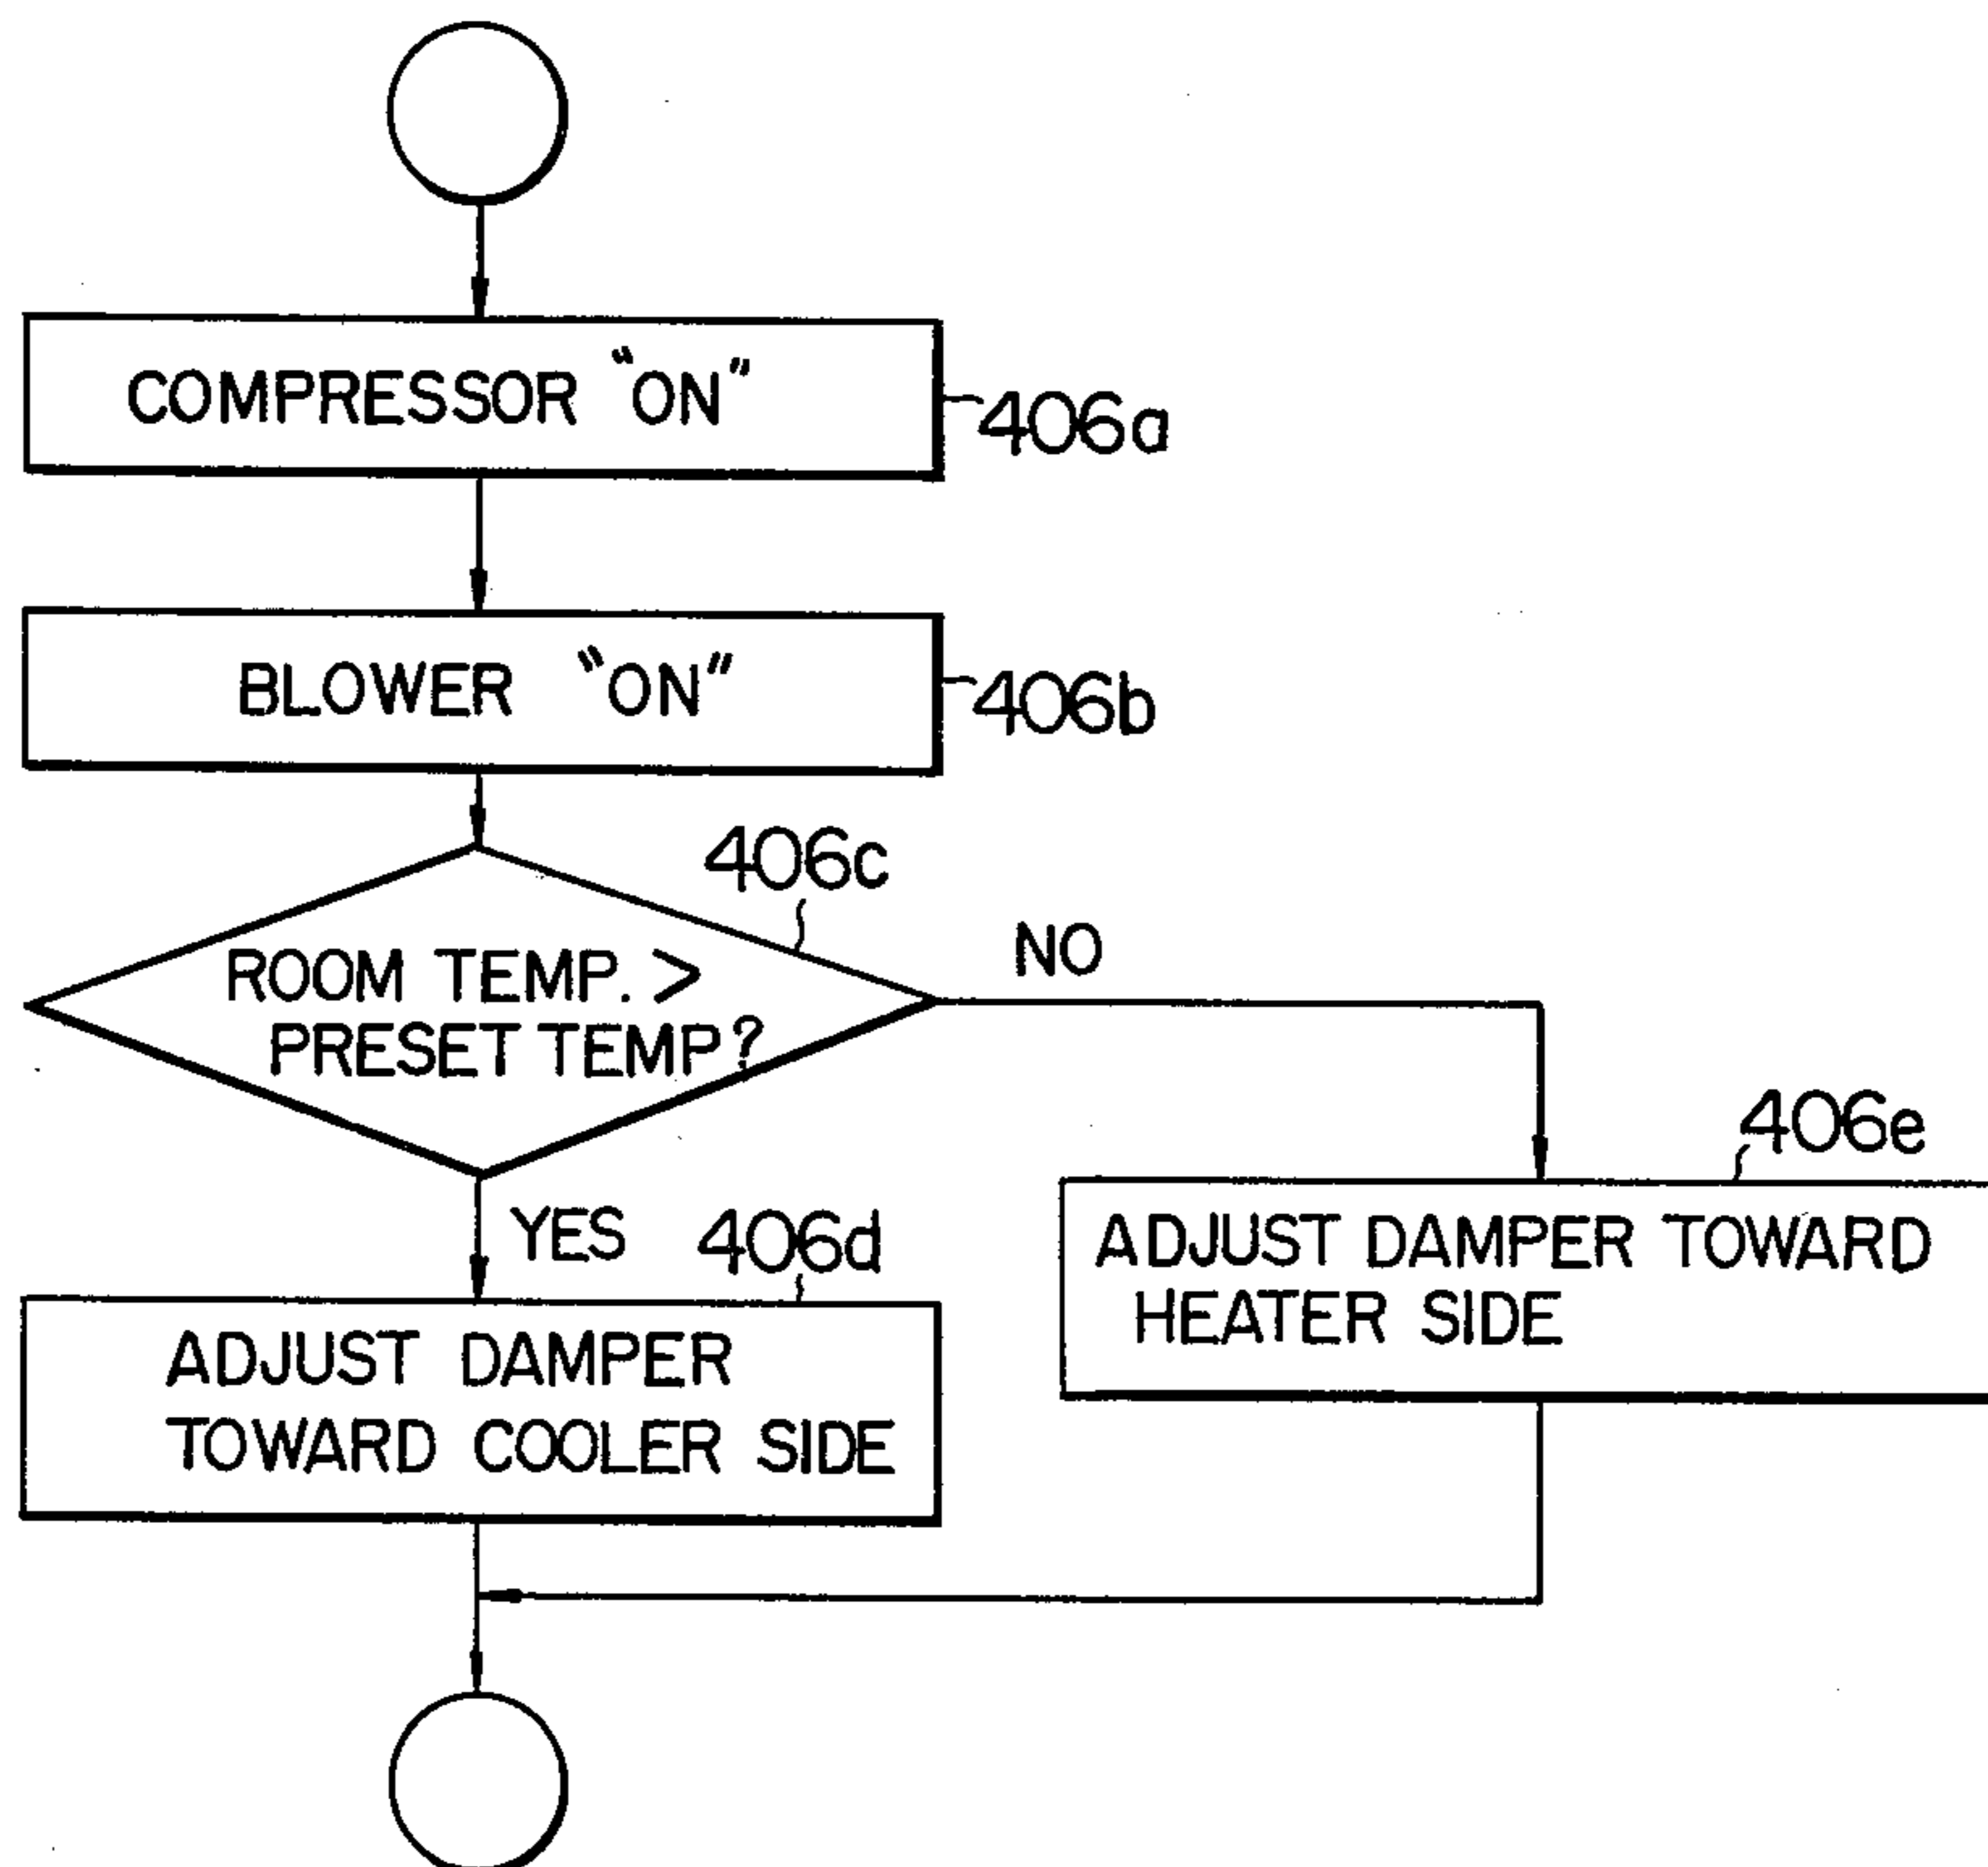 COMPRESSOR "ON"
406a
BLOWER "ON"
406b
406c
ROOM TEMP. >
PRESET TEMP?
NO
YES
406d
406e
ADJUST DAMPER TOWARD
HEATER SIDE
ADJUST DAMPER
TOWARD COOLER SIDE